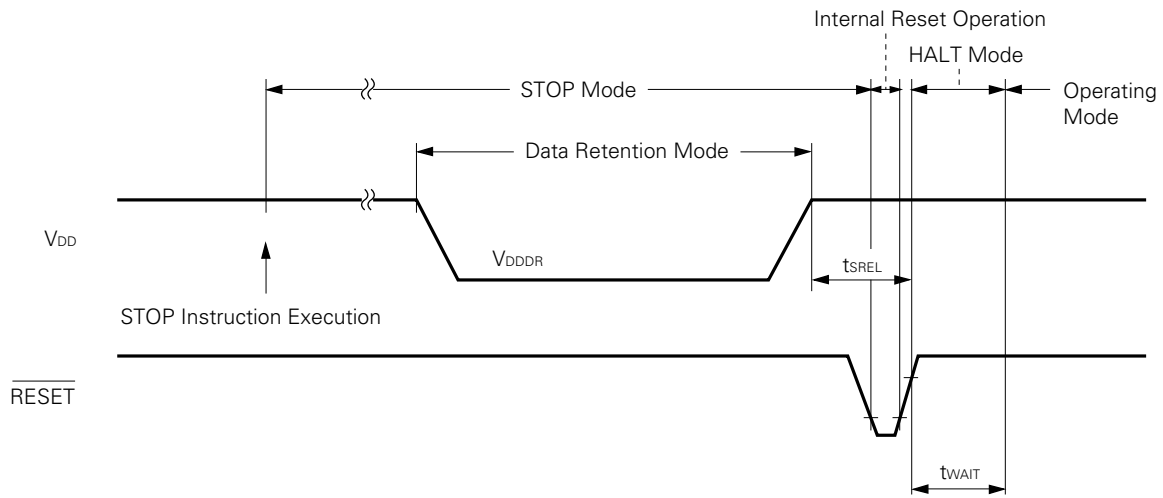 Internal Reset Operation
HALT Mode
STOP Mode
Operating
Mode
Data Retention Mode
VDD
VDDDR
tSREL
STOP Instruction Execution
RESET
tWAIT